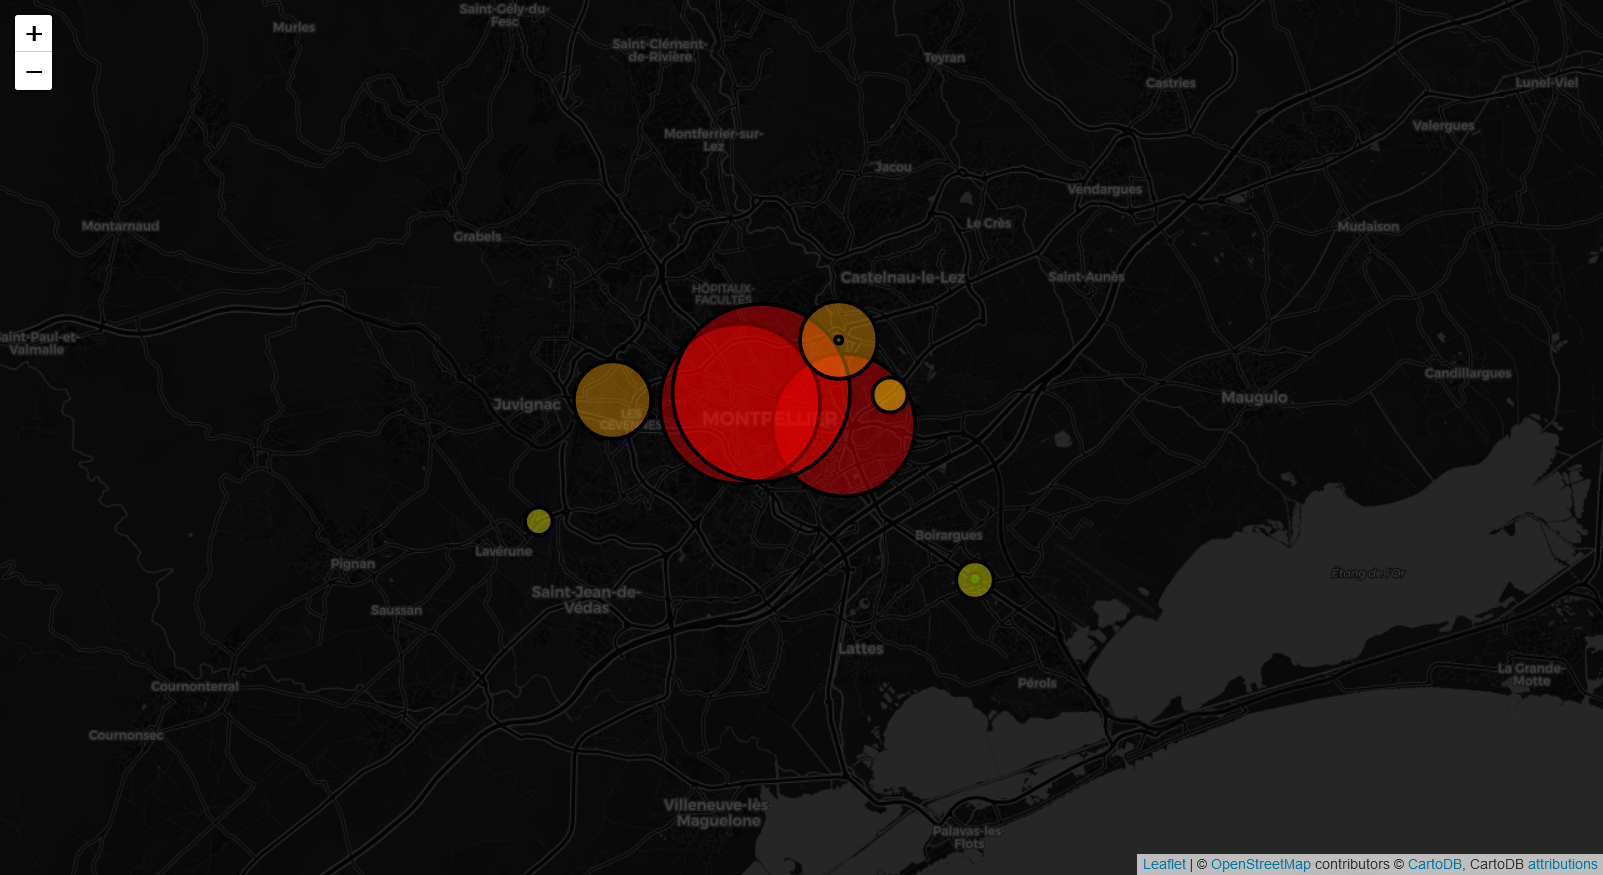 +
−
Saint-Gély-du-
Fesc
Murles
Saint-Clément-
de-Rivière
Teyran
Castries
Lunel-Viel
Valergues
Montferrier-sur-
Lez
Jacou
Vendargues
Montarnaud
Grabels
Le Crès
Mudaison
Castelnau-le-Lez
Saint-Aunès
HÔPITAUX-
FACULTÉS
Saint-Paul-et-
Valmalle
Candillargues
Juvignac
Mauguio
LES
CÉVENNES
MONTPELLIER
Boirargues
Lavérune
Pignan
Étang de l'Or
Saint-Jean-de-
Védas
Saussan
Lattes
La Grande-
Motte
Pérols
Cournonterral
Cournonsec
Villeneuve-lès-
Maguelone
Palavas-les-
Flots
Leaflet | © OpenStreetMap contributors © CartoDB, CartoDB attributions